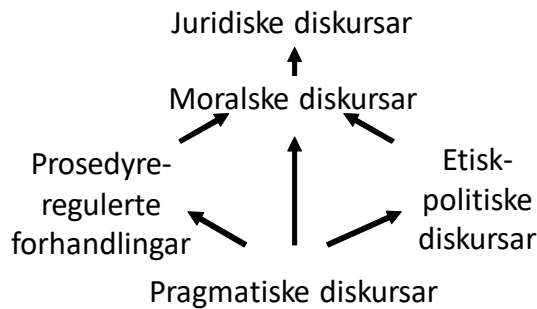 Juridiske diskursar
Moralske diskursar
Prosedyre-
regulerte
forhandlingar
Etisk-
politiske
diskursar
Pragmatiske diskursar